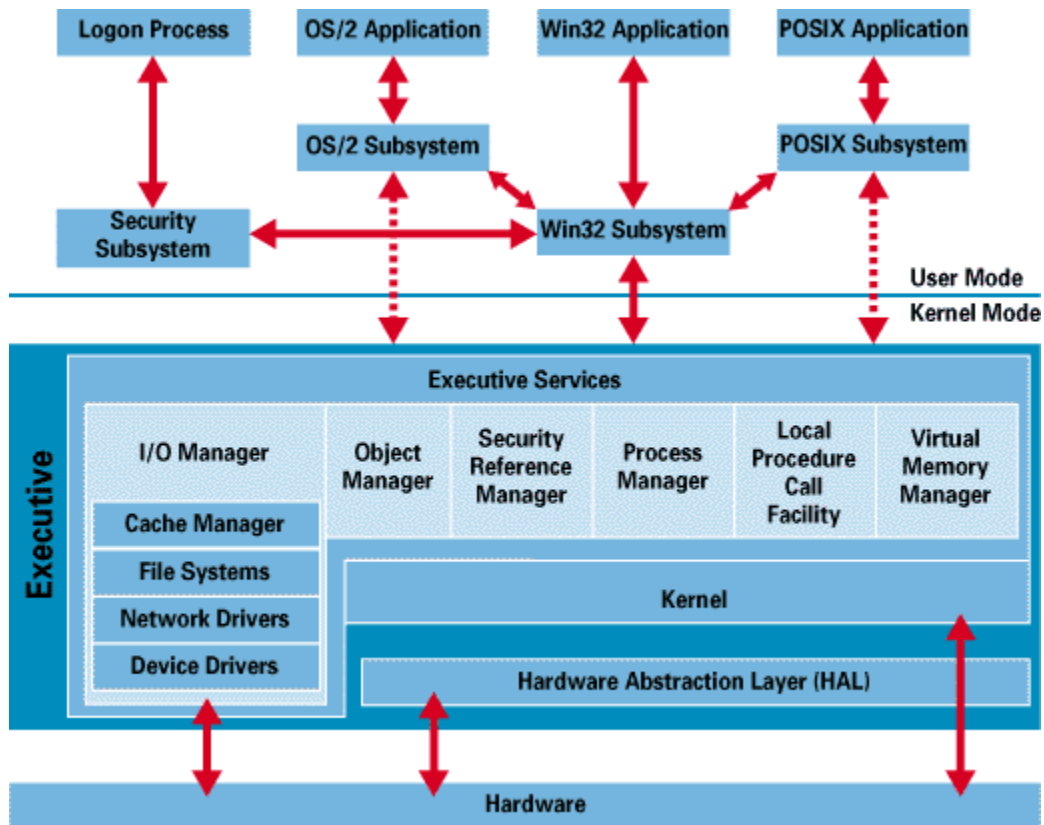 Logon Process
OS/2 Application
Win32 Application
POSIX Application
OS/2 Subsystem
POSIX Subsystem
Security
Subsystem
Win32 Subsystem
User Mode
Kernel Mode
Executive
Executive Services
I/O Manager
Cache Manager
File Systems
Network Drivers
Device Drivers
Object
Manager
Security
Reference
Manager
Process
Manager
Local
Procedure
Call
Facility
Virtual
Memory
Manager
Kernel
Hardware Abstraction Layer (HAL)
Hardware